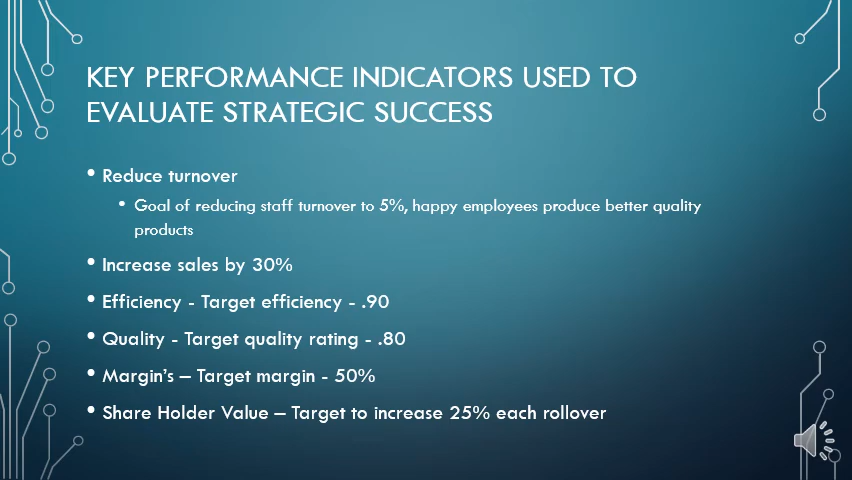 KEY PERFORMANCE INDICATORS USED TO
EVALUATE STRATEGIC SUCCESS
• Reduce turnover
• Goal of reducing staff turnover to 5%, happy employees produce better quality
products
• Increase sales by 30%
• Efficiency - Target efficiency - .90
• Quality - Target quality rating - .80
• Margin's – Target margin - 50%
• Share Holder Value – Target to increase 25% each rollover